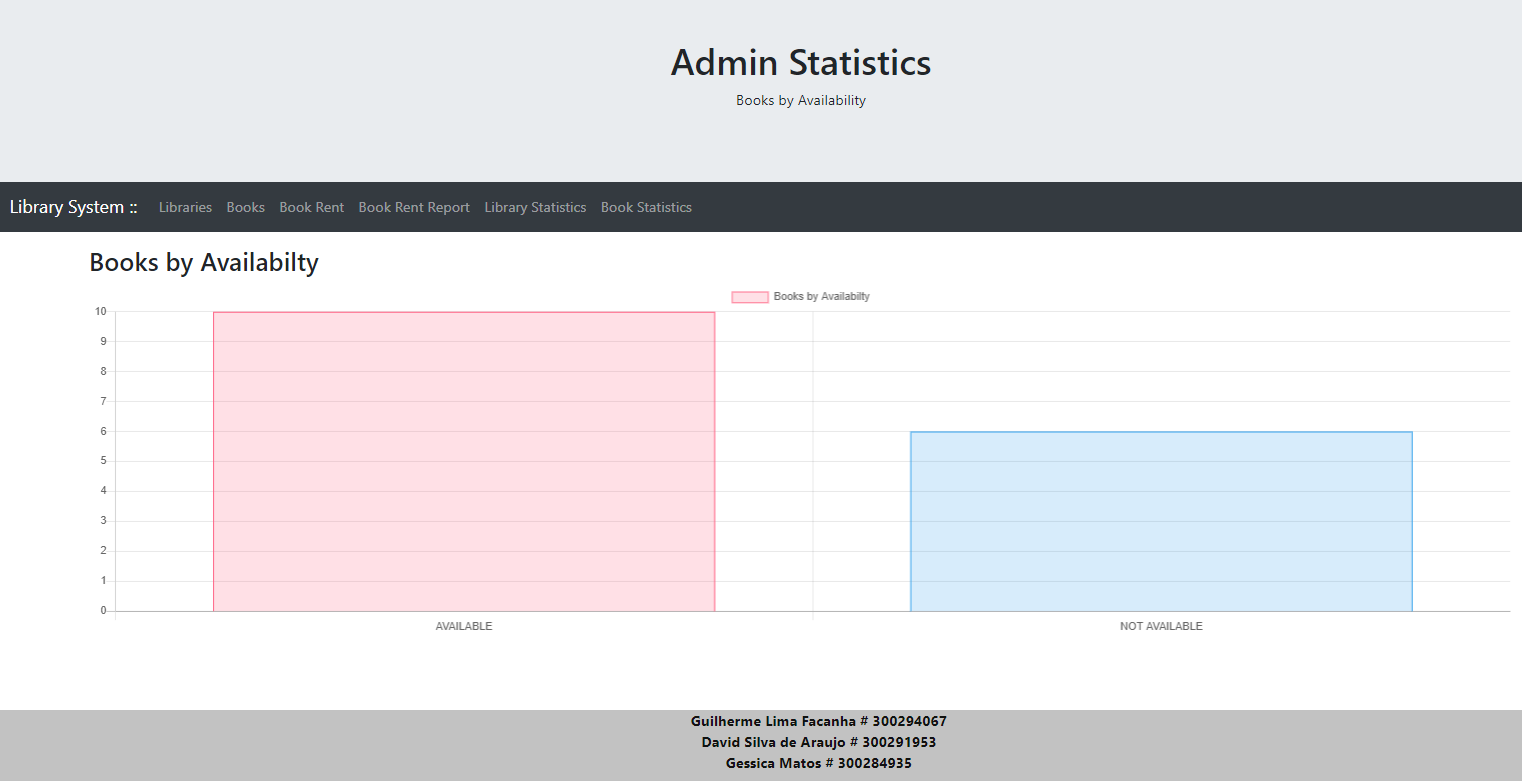 Admin Statistics
Books by Availability
Library System :: Libraries Books Book Rent Book Rent Report Library Statistics Book Statistics
Books by Availabilty
Books by Availabilty
10
9
8
7
6
5
4
3
2
1
0
AVAILABLE NOT AVAILABLE
Guilherme Lima Facanha # 300294067
David Silva de Araujo # 300291953
Gessica Matos # 300284935